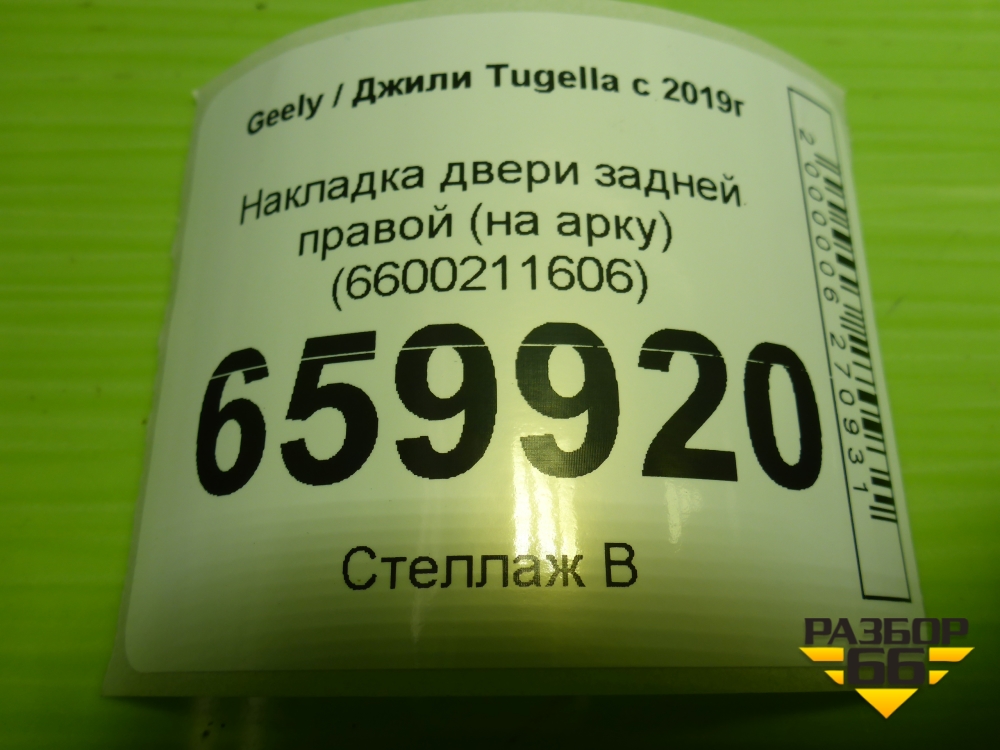 Geely / Джили Tugella с 2019г
Накладка двери задней
правой (на арку)
(6600211606)
659920
Стеллаж В
2000006270931
РАЗБОР
66